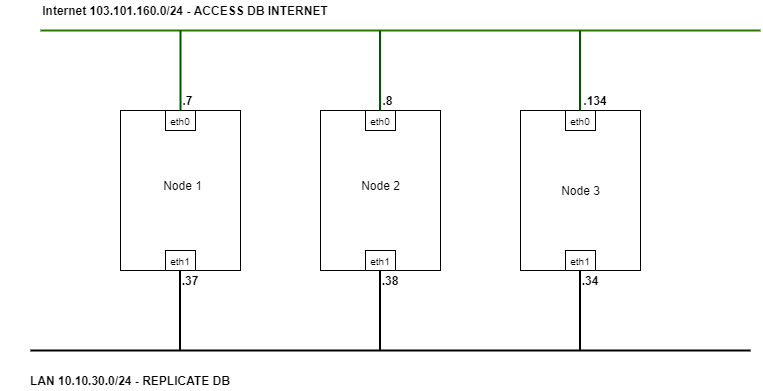 Internet 103.101.160.0/24 - ACCESS DB INTERNET
.7
.8
.134
eth0
eth0
eth0
Node 1
Node 2
Node 3
eth1
eth1
eth1
.37
.38
.34
LAN 10.10.30.0/24 - REPLICATE DB